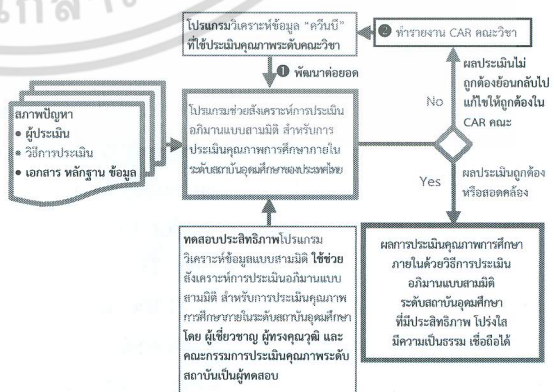 โปรแกรมวิเคราะห์ข้อมูล "ควีนบี"
ที่ใช้ประเมินคุณภาพระดับคณะวิชา
❷ ทำรายงาน CAR คณะวิชา
❶ พัฒนาต่อยอด
ผลประเมินไม่
ถูกต้องย้อนกลับไป
แก้ไขให้ถูกต้องใน
CAR คณะ
No
สภาพปัญหา
• ผู้ประเมิน
• วิธีการประเมิน
• เอกสาร หลักฐาน ข้อมูล
โปรแกรมช่วยสังเคราะห์การประเมิน
อภิมานแบบสามมิติ สำหรับการ
ประเมินคุณภาพการศึกษาภายใน
ระดับสถาบันอุดมศึกษาของประเทศไทย
Yes
ผลประเมินถูกต้อง
หรือสอดคล้อง
ทดสอบประสิทธิภาพโปรแกรม
วิเคราะห์ข้อมูลแบบสามมิติ ใช้ช่วย
สังเคราะห์การประเมินอภิมานแบบ
สามมิติ สำหรับการประเมินคุณภาพ
การศึกษาภายในระดับสถาบันอุดมศึกษา
โดย ผู้เชี่ยวชาญ ผู้ทรงคุณวุฒิ และ
คณะกรรมการประเมินคุณภาพระดับ
สถาบันเป็นผู้ทดสอบ
ผลการประเมินคุณภาพการศึกษา
ภายในด้วยวิธีการประเมิน
อภิมานแบบสามมิติ
ระดับสถาบันอุดมศึกษา
ที่มีประสิทธิภาพ โปร่งใส
มีความเป็นธรรม เชื่อถือได้